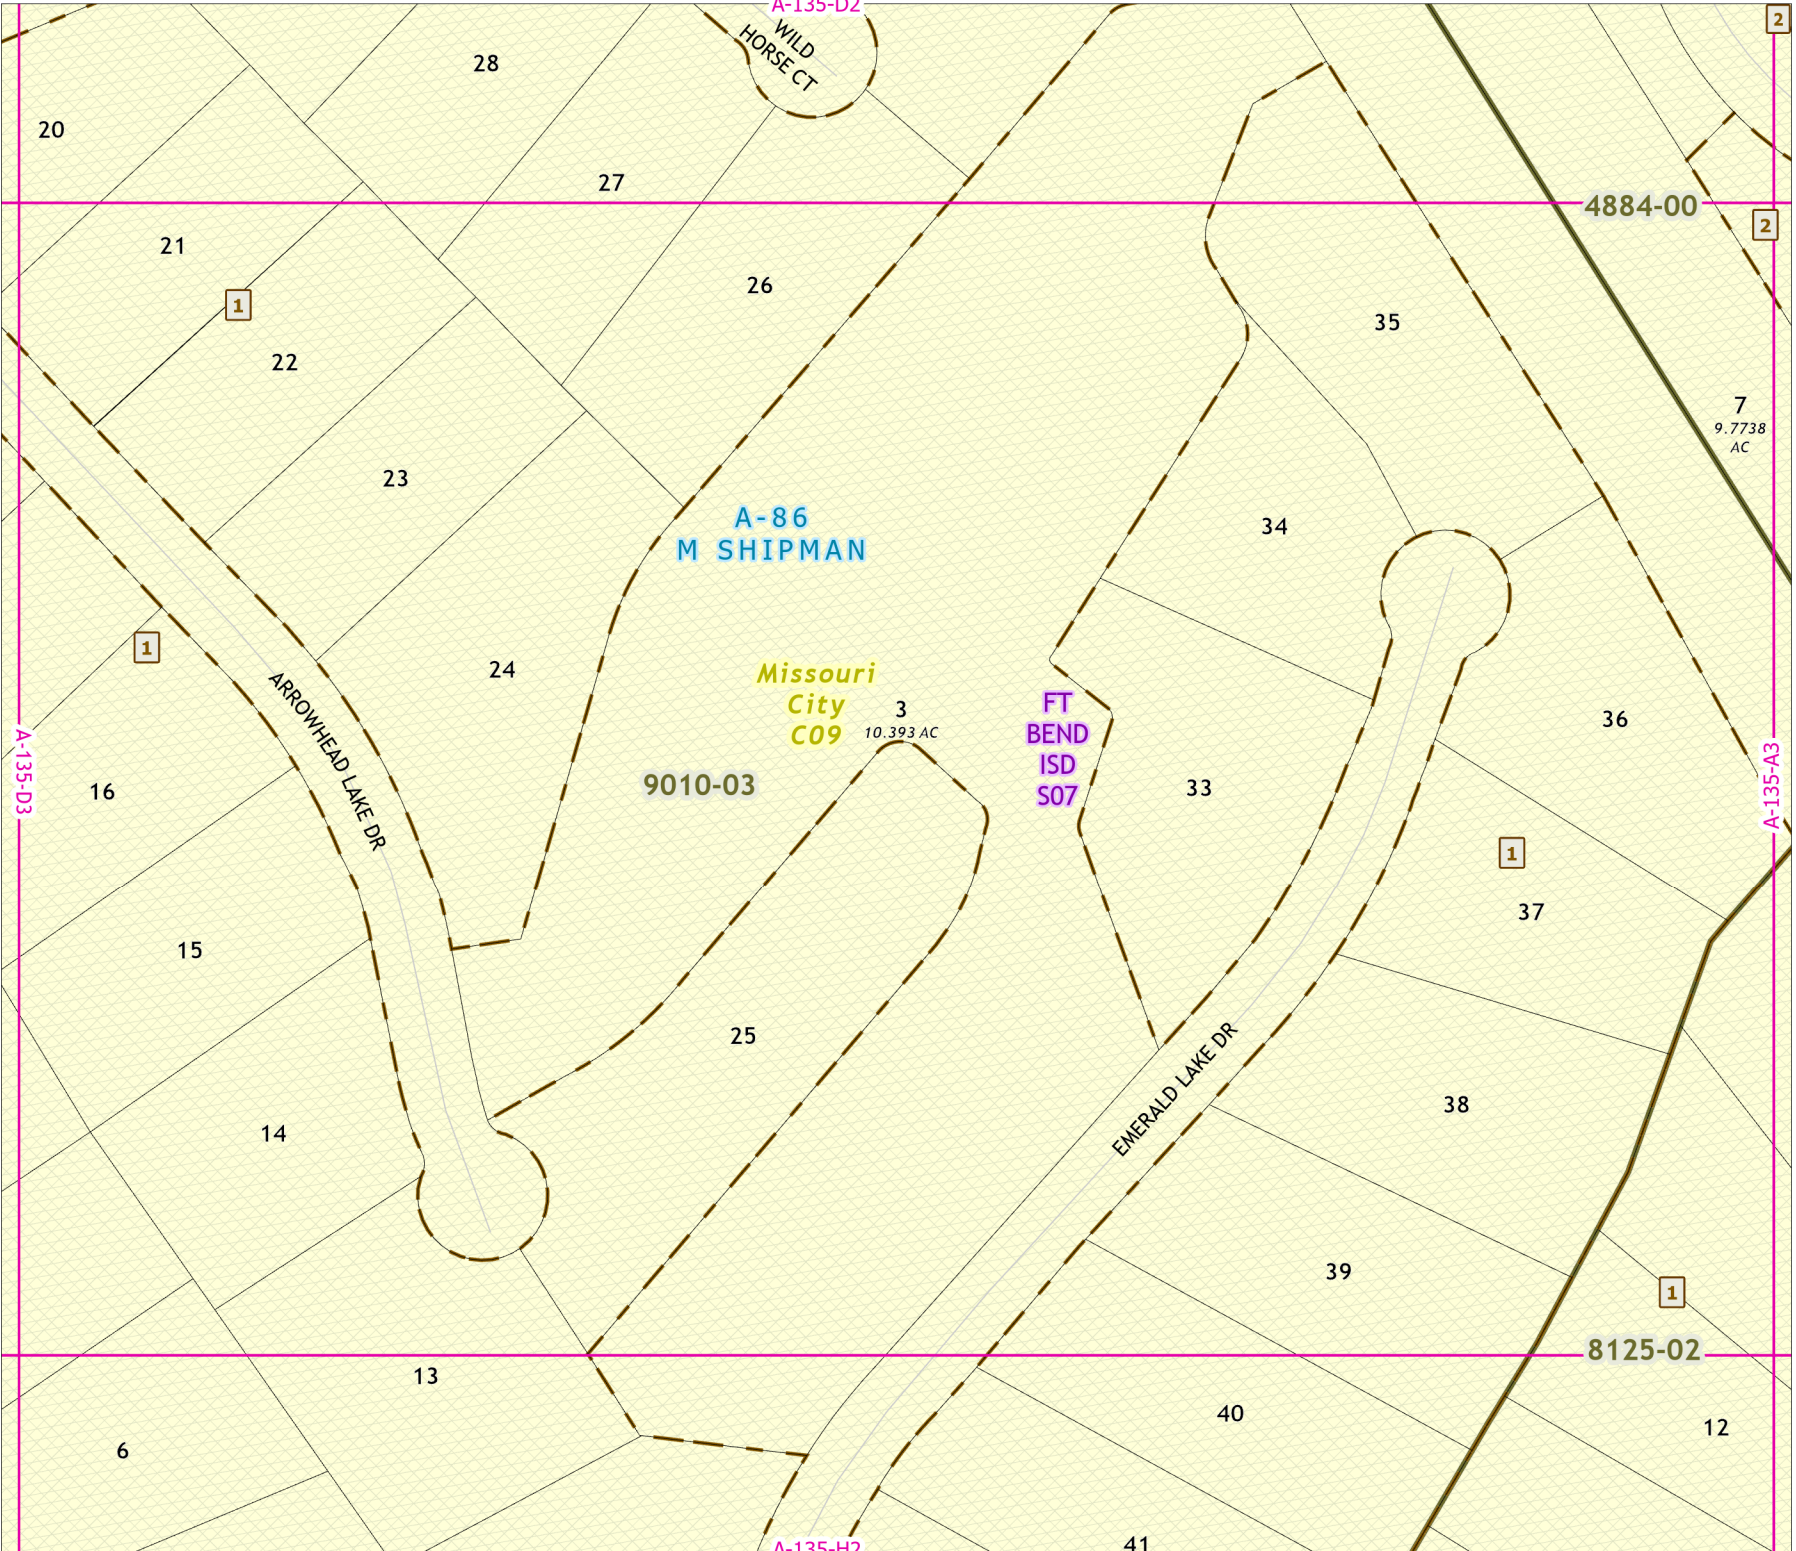 A-135-D2
2
WILD
HORSE CT
28
20
27
4884-00
2
21
26
1
35
22
7
9.7738
AC
23
A-86
M SHIPMAN
34
1
24
Missouri
City
C09
3
10.393 AC
FT
BEND
ISD
S07
36
ARROWHEAD LAKE DR
A-135-D3
A-135-A3
9010-03
33
16
1
37
15
25
EMERALD LAKE DR
38
14
39
1
8125-02
13
40
12
6
41
A-135-H2